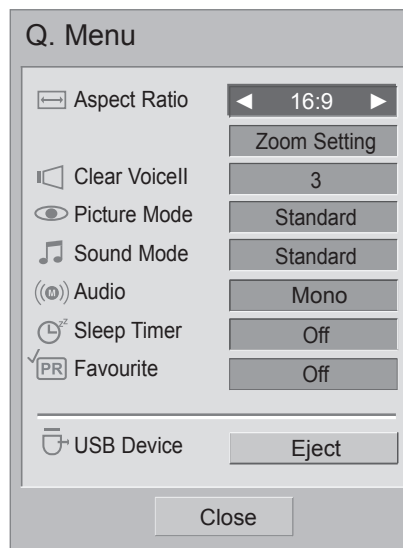 Q. Menu
Aspect Ratio ◄ 16:9 ►
Zoom Setting
Clear VoiceII 3
Picture Mode Standard
Sound Mode Standard
((M)) Audio Mono
zz Sleep Timer Off
PR Favourite Off
USB Device Eject
Close